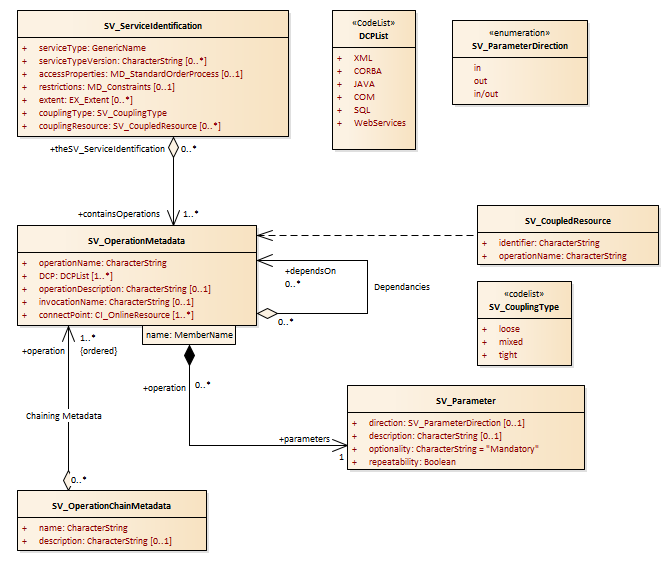 SV_ServiceIdentification
+ serviceType: GenericName
+ serviceTypeVersion: CharacterString [0..*]
+ accessProperties: MD_StandardOrderProcess [0..1]
+ restrictions: MD_Constraints [0..1]
+ extent: EX_Extent [0..*]
+ couplingType: SV_CouplingType
+ couplingResource: SV_CoupledResource [0..*]
«CodeList»
DCPList
+ XML
+ CORBA
+ JAVA
+ COM
+ SQL
+ WebServices
«enumeration»
SV_ParameterDirection
in
out
in/out
+theSV_ServiceIdentification
0..*
+containsOperations
1..*
SV_OperationMetadata
+ operationName: CharacterString
+ DCP: DCPList [1..*]
+ operationDescription: CharacterString [0..1]
+ invocationName: CharacterString [0..1]
+ connectPoint: CI_OnlineResource [1..*]
name: MemberName
+dependsOn
0..*
Dependancies
0..*
SV_CoupledResource
+ identifier: CharacterString
+ operationName: CharacterString
«codelist»
SV_CouplingType
+ loose
+ mixed
+ tight
+operation
1..*
{ordered}
Chaining Metadata
0..*
+operation
0..*
+parameters
1
SV_Parameter
+ direction: SV_ParameterDirection [0..1]
+ description: CharacterString [0..1]
+ optionality: CharacterString = "Mandatory"
+ repeatability: Boolean
SV_OperationChainMetadata
+ name: CharacterString
+ description: CharacterString [0..1]